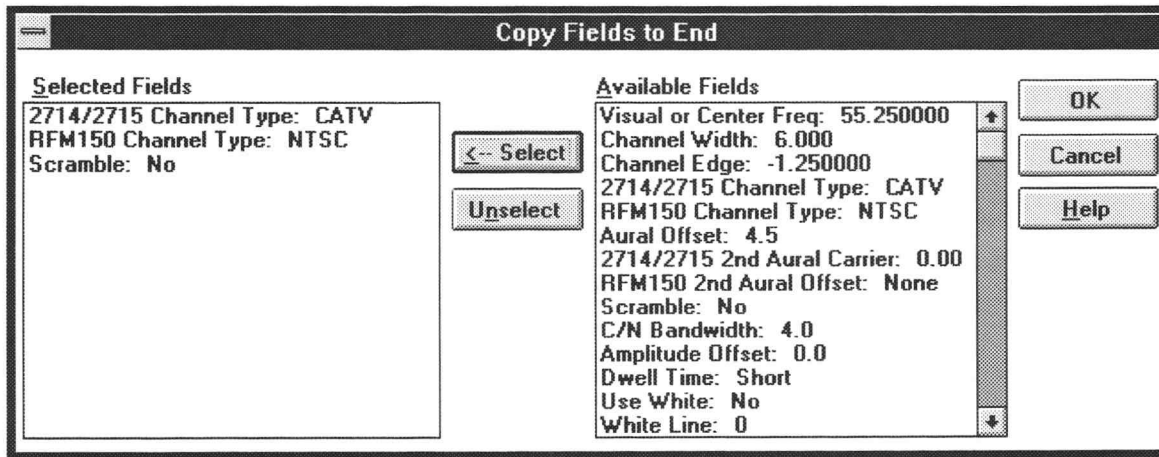 Copy Fields to End
Selected Fields
2714/2715 Channel Type: CATV
RFM150 Channel Type: NTSC
Scramble: No
<-- Select
Unselect
Available Fields
Visual or Center Freq: 55.250000
Channel Width: 6.000
Channel Edge: -1.250000
2714/2715 Channel Type: CATV
RFM150 Channel Type: NTSC
Aural Offset: 4.5
2714/2715 2nd Aural Carrier: 0.00
RFM150 2nd Aural Offset: None
Scramble: No
C/N Bandwidth: 4.0
Amplitude Offset: 0.0
Dwell Time: Short
Use White: No
White Line: 0
OK
Cancel
Help